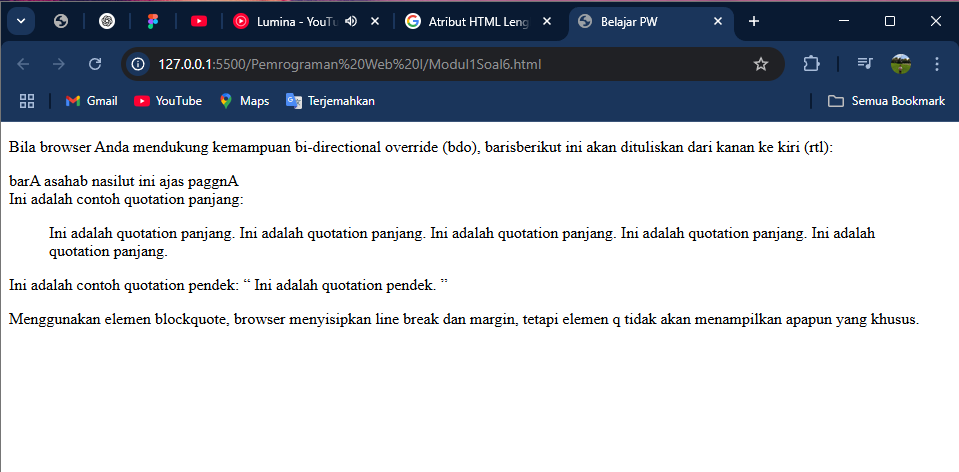 Lumina - YouTu
Atribut HTML Leng
Belajar PW
127.0.0.1:5500/Pemrograman%20Web%20I/Modul1Soal6.html
Gmail
YouTube
Maps
Terjemahkan
Semua Bookmark
Bila browser Anda mendukung kemampuan bi-directional override (bdo), barisberikut ini akan dituliskan dari kanan ke kiri (rtl):
barA asahab nasilut ini ajas paggnA
Ini adalah contoh quotation panjang:
Ini adalah quotation panjang. Ini adalah quotation panjang. Ini adalah quotation panjang. Ini adalah quotation panjang. Ini adalah
quotation panjang.
Ini adalah contoh quotation pendek: “ Ini adalah quotation pendek. ”
Menggunakan elemen blockquote, browser menyisipkan line break dan margin, tetapi elemen q tidak akan menampilkan apapun yang khusus.